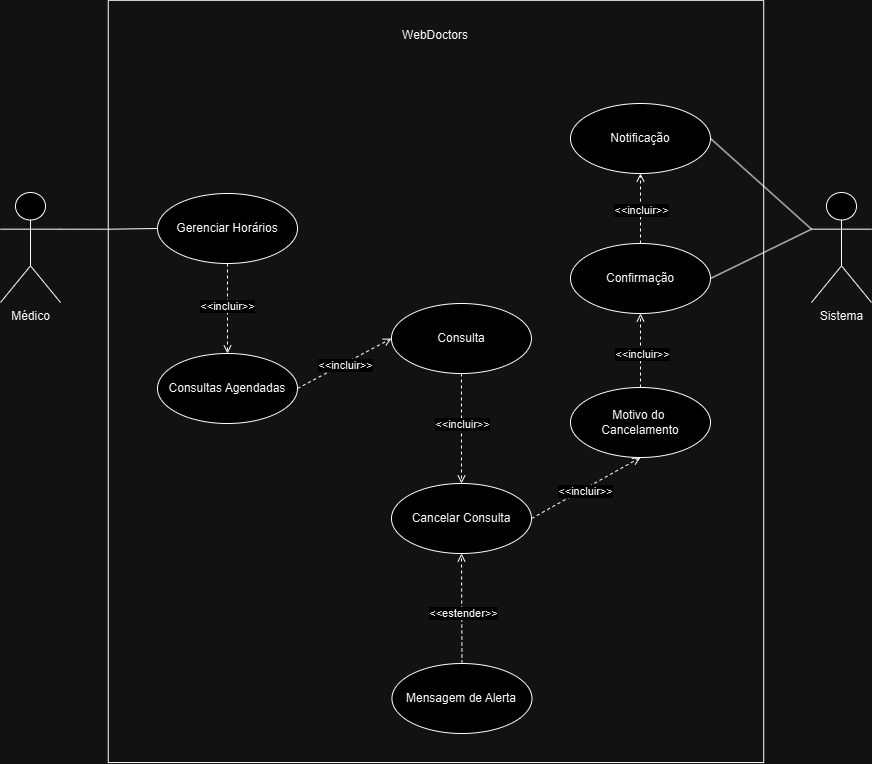 WebDoctors
Notificação
<<incluir>>
Gerenciar Horários
Confirmação
Médico
Sistema
<<incluir>>
Consulta
<<incluir>>
<<incluir>>
Consultas Agendadas
<<incluir>>
Motivo do
Cancelamento
<<incluir>>
Cancelar Consulta
<<estender>>
Mensagem de Alerta